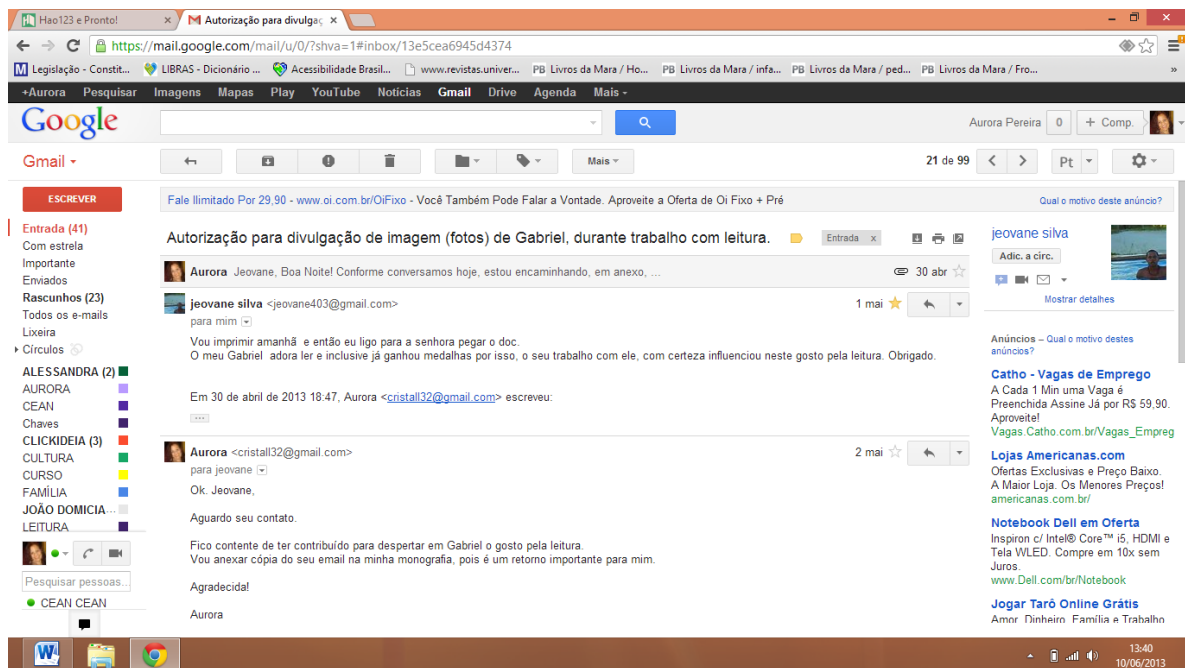 Hao123 e Pronto!
Autorização para divulgaç
https://mail.google.com/mail/u/0/?shva=1#inbox/13e5cea6945d4374
Legislação - Constit...
LIBRAS - Dicionário ...
Acessibilidade Brasil...
www.revistas.univer...
PB Livros da Mara / Ho...
PB Livros da Mara / infa...
PB Livros da Mara / ped...
PB Livros da Mara / Fro...
»
+Aurora Pesquisar Imagens Mapas Play YouTube Notícias Gmail Drive Agenda Mais
Google
Aurora Pereira 0 + Comp.
Gmail
Mais
21 de 99
Pt
ESCREVER
Fale Ilimitado Por 29,90 - www.oi.com.br/OiFixo - Você Também Pode Falar a Vontade. Aproveite a Oferta de Oi Fixo + Pré
Qual o motivo deste anúncio?
Entrada (41)
Com estrela
Importante
Enviados
Rascunhos (23)
Todos os e-mails
Lixeira
Círculos
ALESSANDRA (2)
AURORA
CEAN
Chaves
CLICKIDEIA (3)
CULTURA
CURSO
FAMÍLIA
JOÃO DOMICIA...
LEITURA
Pesquisar pessoas...
CEAN CEAN
Autorização para divulgação de imagem (fotos) de Gabriel, durante trabalho com leitura.
Entrada x
Aurora Jeovane, Boa Noite! Conforme conversamos hoje, estou encaminhando, em anexo, ...
30 abr
jeovane silva <jeovane403@gmail.com>
1 mai
para mim
Vou imprimir amanhã e então eu ligo para a senhora pegar o doc.
O meu Gabriel adora ler e inclusive já ganhou medalhas por isso, o seu trabalho com ele, com certeza influenciou neste gosto pela leitura. Obrigado.
Em 30 de abril de 2013 18:47, Aurora <cristall32@gmail.com> escreveu:
...
Aurora <cristall32@gmail.com>
2 mai
para jeovane
Ok. Jeovane,
Aguardo seu contato.
Fico contente de ter contribuído para despertar em Gabriel o gosto pela leitura.
Vou anexar cópia do seu email na minha monografia, pois é um retorno importante para mim.
Agradecida!
Aurora
jeovane silva
Adic. a circ.
Mostrar detalhes
Anúncios – Qual o motivo destes
anúncios?
Catho - Vagas de Emprego
A Cada 1 Min uma Vaga é
Preenchida Assine Já por R$ 59,90.
Aproveite!
Vagas.Catho.com.br/Vagas_Empreg
Lojas Americanas.com
Ofertas Exclusivas e Preço Baixo.
A Maior Loja. Os Menores Preços!
americanas.com.br/
Notebook Dell em Oferta
Inspiron c/ Intel® Core™ i5, HDMI e
Tela WLED. Compre em 10x sem
Juros.
www.Dell.com/br/Notebook
Jogar Tarô Online Grátis
Amor, Dinheiro, Família e Trabalho
13:40
10/06/2013